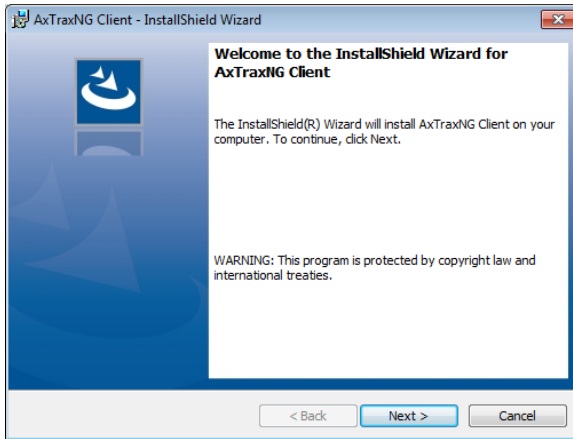 AxTraxNG Client - InstallShield Wizard
Welcome to the InstallShield Wizard for
AxTraxNG Client
The InstallShield(R) Wizard will install AxTraxNG Client on your
computer. To continue, click Next.
WARNING: This program is protected by copyright law and
international treaties.
< Back
Next >
Cancel